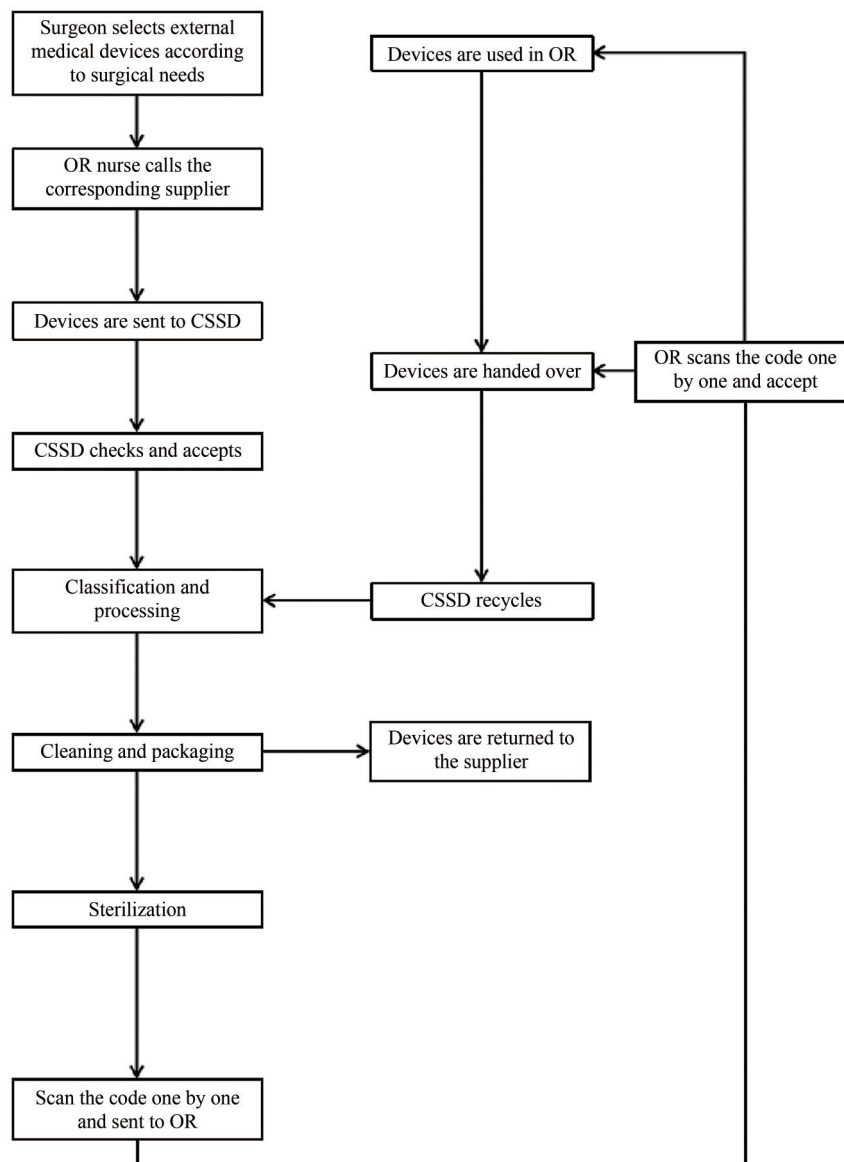 Surgeon selects external
medical devices according
to surgical needs
OR nurse calls the
corresponding supplier
Devices are sent to CSSD
CSSD checks and accepts
Classification and
processing
Cleaning and packaging
Sterilization
Scan the code one by one
and sent to OR
Devices are used in OR
Devices are handed over
CSSD recycles
Devices are returned to
the supplier
OR scans the code one
by one and accept